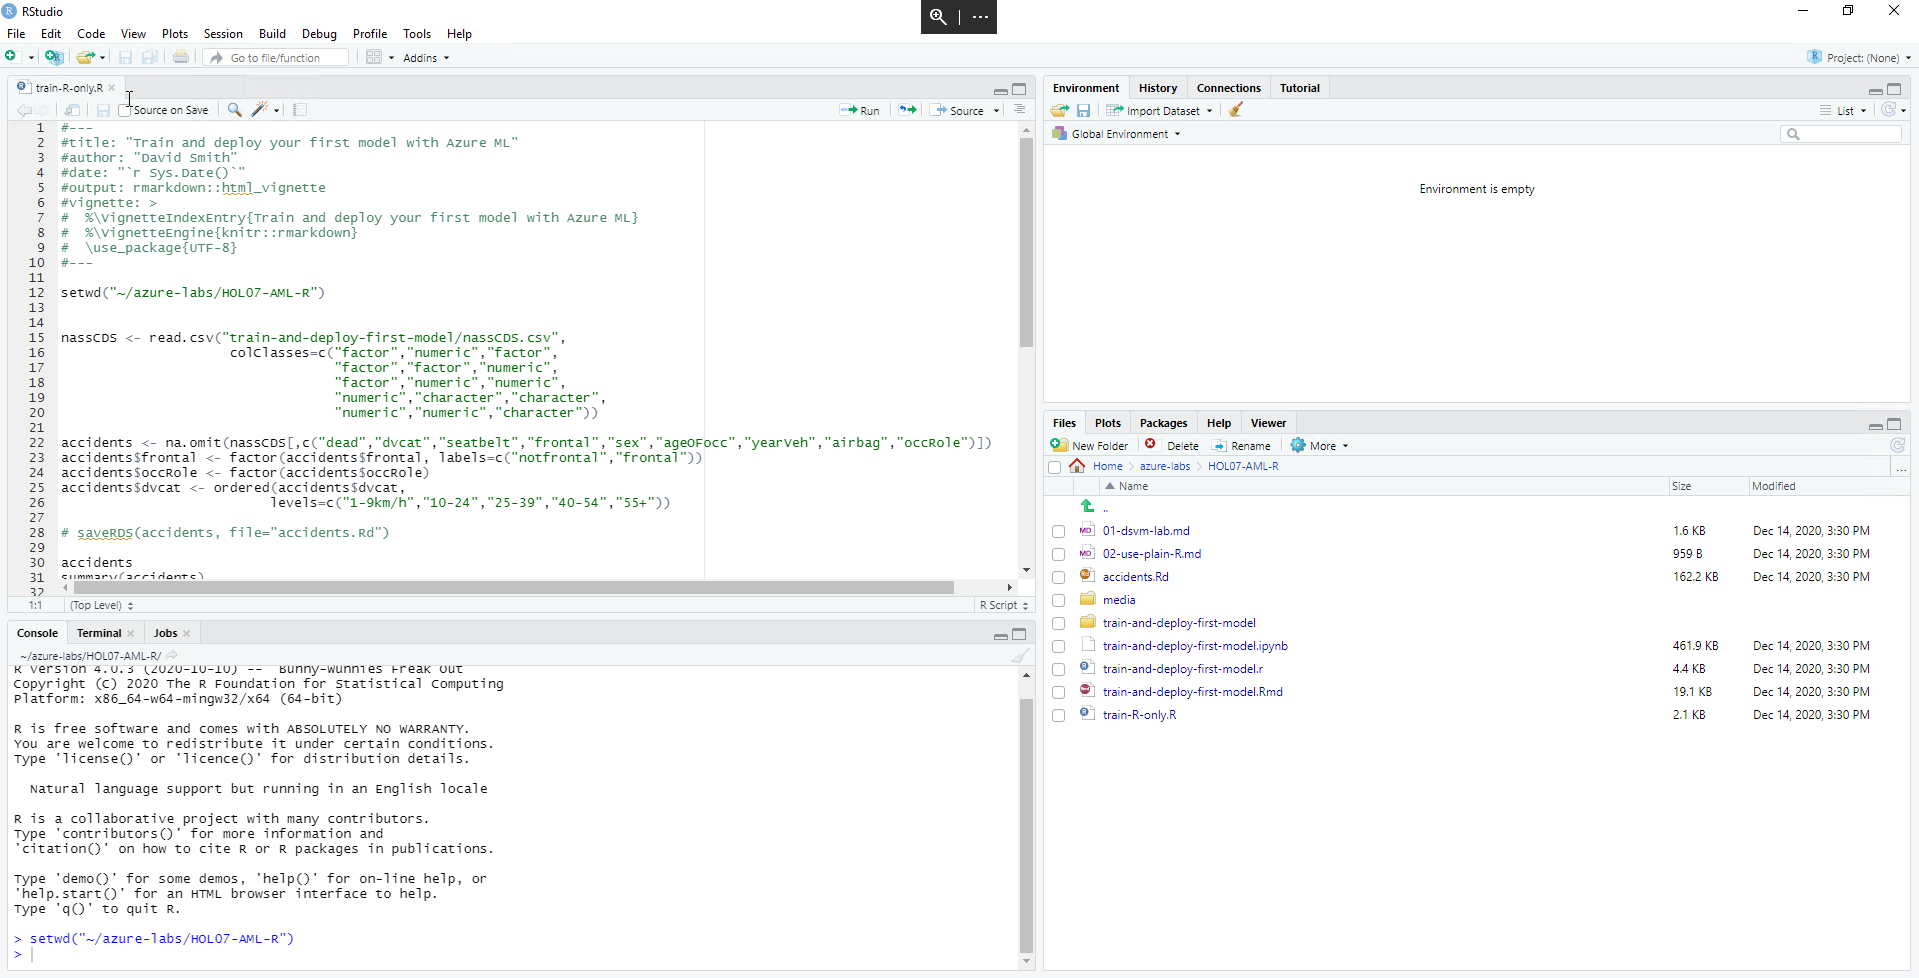 RStudio
File Edit Code View Plots Session Build Debug Profile Tools Help
Go to file/function Addins Project: (None)
train-R-only.R
Source on Save Run Source
1 #---
2 #title: "Train and deploy your first model with Azure ML"
3 #author: "David Smith"
4 #date: "`r Sys.Date()`"
5 #output: rmarkdown::html_vignette
6 #vignette: >
7 #  %\VignetteIndexEntry{Train and deploy your first model with Azure ML}
8 #  %\VignetteEngine{knitr::rmarkdown}
9 #  \use_package{UTF-8}
10 #---
11
12 setwd("~/azure-labs/HOL07-AML-R")
13
14
15 nassCDS <- read.csv("train-and-deploy-first-model/nassCDS.csv",
16 colClasses=c("factor","numeric","factor",
17 "factor","factor","numeric",
18 "factor","numeric","numeric",
19 "numeric","character","character",
20 "numeric","numeric","character"))
21
22 accidents <- na.omit(nassCDS[,c("dead","dvcat","seatbelt","frontal","sex","ageOFocc","yearVeh","airbag","occRole")])
23 accidents$frontal <- factor(accidents$frontal, labels=c("notfrontal","frontal"))
24 accidents$occRole <- factor(accidents$occRole)
25 accidents$dvcat <- ordered(accidents$dvcat,
26 levels=c("1-9km/h","10-24","25-39","40-54","55+"))
27
28 # saveRDS(accidents, file="accidents.Rd")
29
30 accidents
31 summary(accidents)
32
1:1 (Top Level) R Script
Console Terminal Jobs
~/azure-labs/HOL07-AML-R/
R version 4.0.3 (2020-10-10) -- "Bunny-Wunnies Freak Out"
Copyright (C) 2020 The R Foundation for Statistical Computing
Platform: x86_64-w64-mingw32/x64 (64-bit)
R is free software and comes with ABSOLUTELY NO WARRANTY.
You are welcome to redistribute it under certain conditions.
Type 'license()' or 'licence()' for distribution details.
Natural language support but running in an English locale
R is a collaborative project with many contributors.
Type 'contributors()' for more information and
'citation()' on how to cite R or R packages in publications.
Type 'demo()' for some demos, 'help()' for on-line help, or
'help.start()' for an HTML browser interface to help.
Type 'q()' to quit R.
> setwd("~/azure-labs/HOL07-AML-R")
>
Environment History Connections Tutorial
Import Dataset List
Global Environment
Environment is empty
Files Plots Packages Help Viewer
New Folder Delete Rename More
Home azure-labs HOL07-AML-R ...
Name Size Modified
..
01-dsvm-lab.md 1.6 KB Dec 14, 2020, 3:30 PM
02-use-plain-R.md 959 B Dec 14, 2020, 3:30 PM
accidents.Rd 162.2 KB Dec 14, 2020, 3:30 PM
media
train-and-deploy-first-model
train-and-deploy-first-model.ipynb 461.9 KB Dec 14, 2020, 3:30 PM
train-and-deploy-first-model.r 4.4 KB Dec 14, 2020, 3:30 PM
train-and-deploy-first-model.Rmd 19.1 KB Dec 14, 2020, 3:30 PM
train-R-only.R 2.1 KB Dec 14, 2020, 3:30 PM